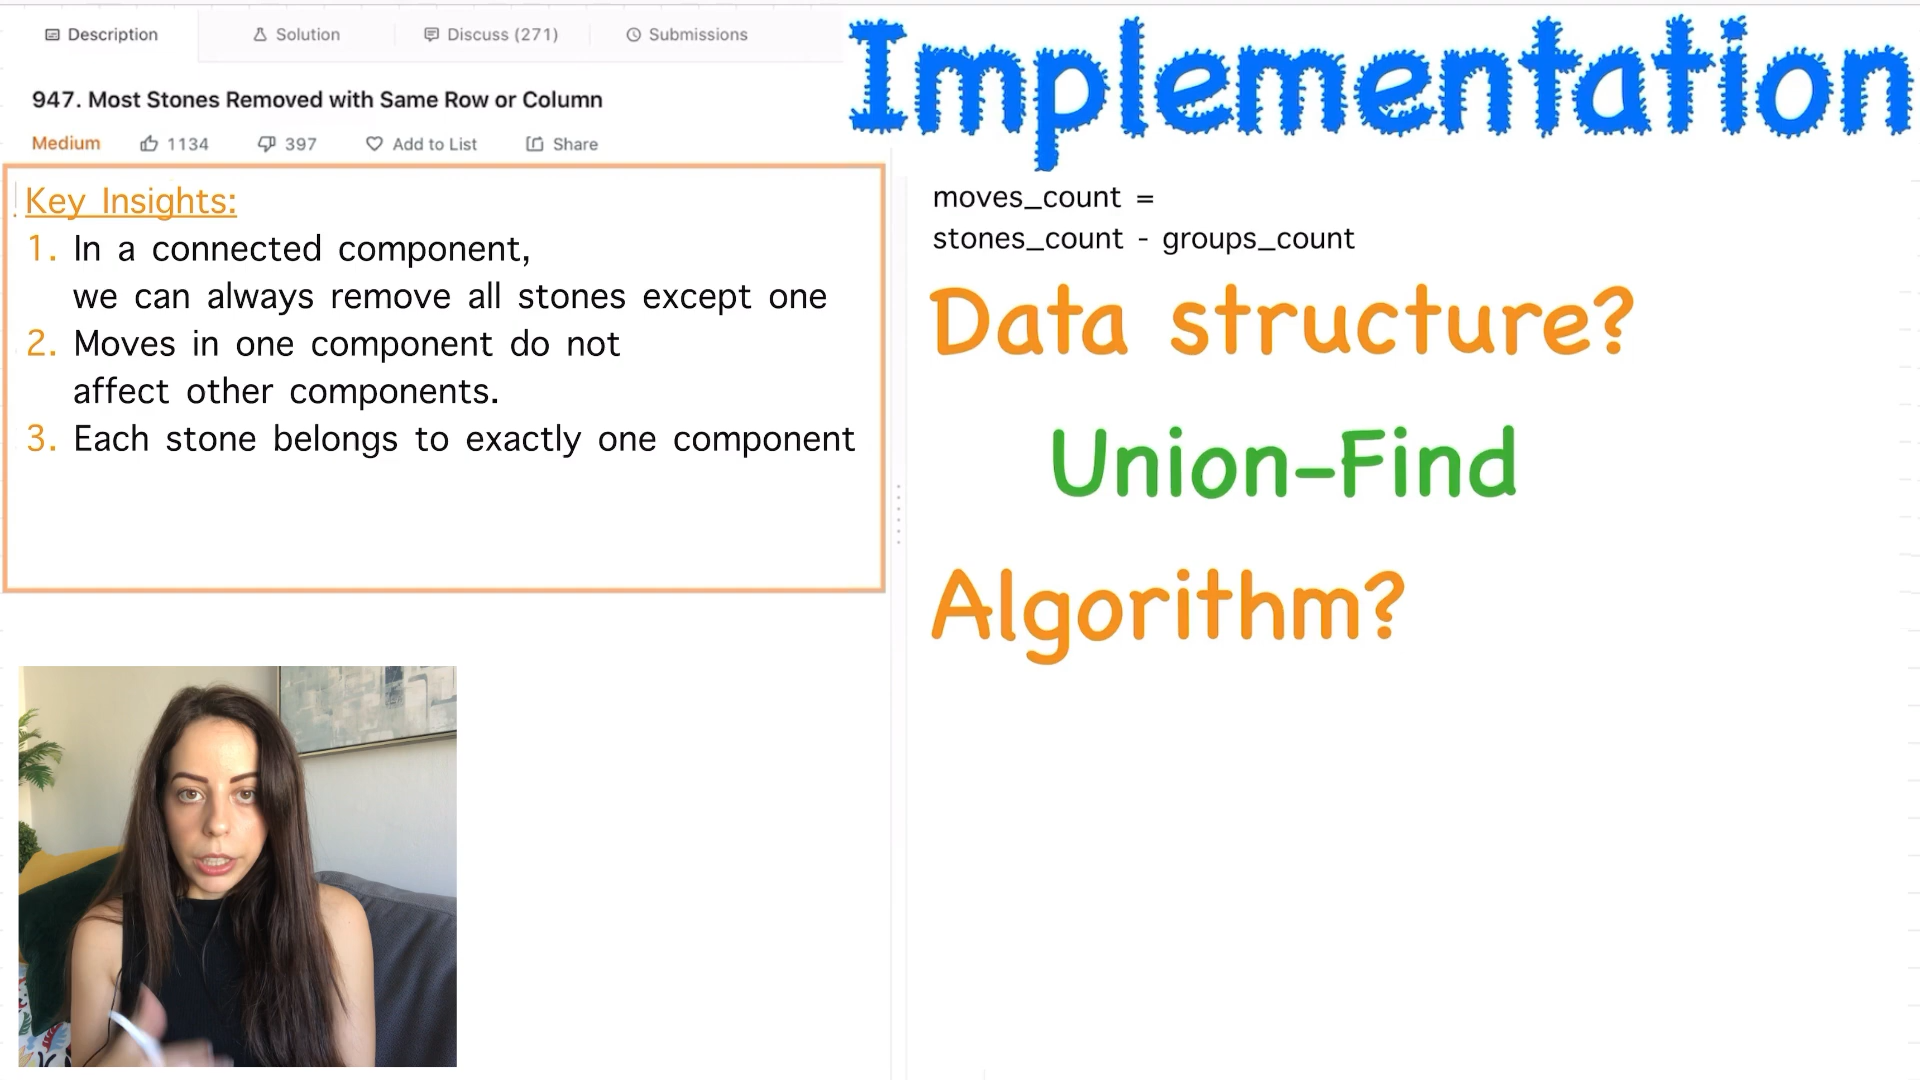 Description
Solution
Discuss (271)
Submissions
947. Most Stones Removed with Same Row or Column
Medium
1134
397
Add to List
Share
Key Insights:
1. In a connected component,
we can always remove all stones except one
2. Moves in one component do not
affect other components.
3. Each stone belongs to exactly one component
Implementation
moves_count =
stones_count - groups_count
Data structure?
Union-Find
Algorithm?